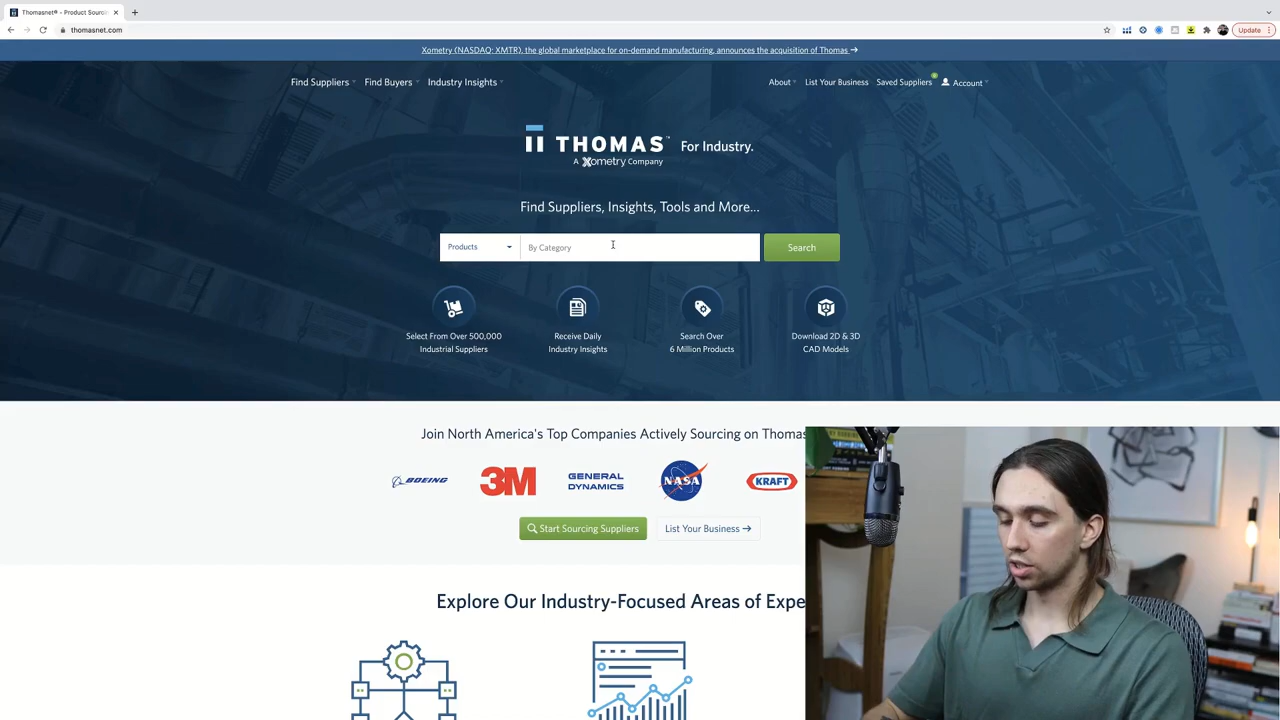 Thomasnet® - Product Sourcin
thomasnet.com
Update
Xometry (NASDAQ: XMTR), the global marketplace for on-demand manufacturing, announces the acquisition of Thomas →
Find Suppliers
Find Buyers
Industry Insights
About
List Your Business
Saved Suppliers
Account
THOMAS™
A Xometry Company
For Industry.
Find Suppliers, Insights, Tools and More...
Products
By Category
Search
Select From Over 500,000
Industrial Suppliers
Receive Daily
Industry Insights
Search Over
6 Million Products
Download 2D & 3D
CAD Models
Join North America's Top Companies Actively Sourcing on Thomas
BOEING
3M
GENERAL
DYNAMICS
NASA
KRAFT
Start Sourcing Suppliers
List Your Business →
Explore Our Industry-Focused Areas of Expe